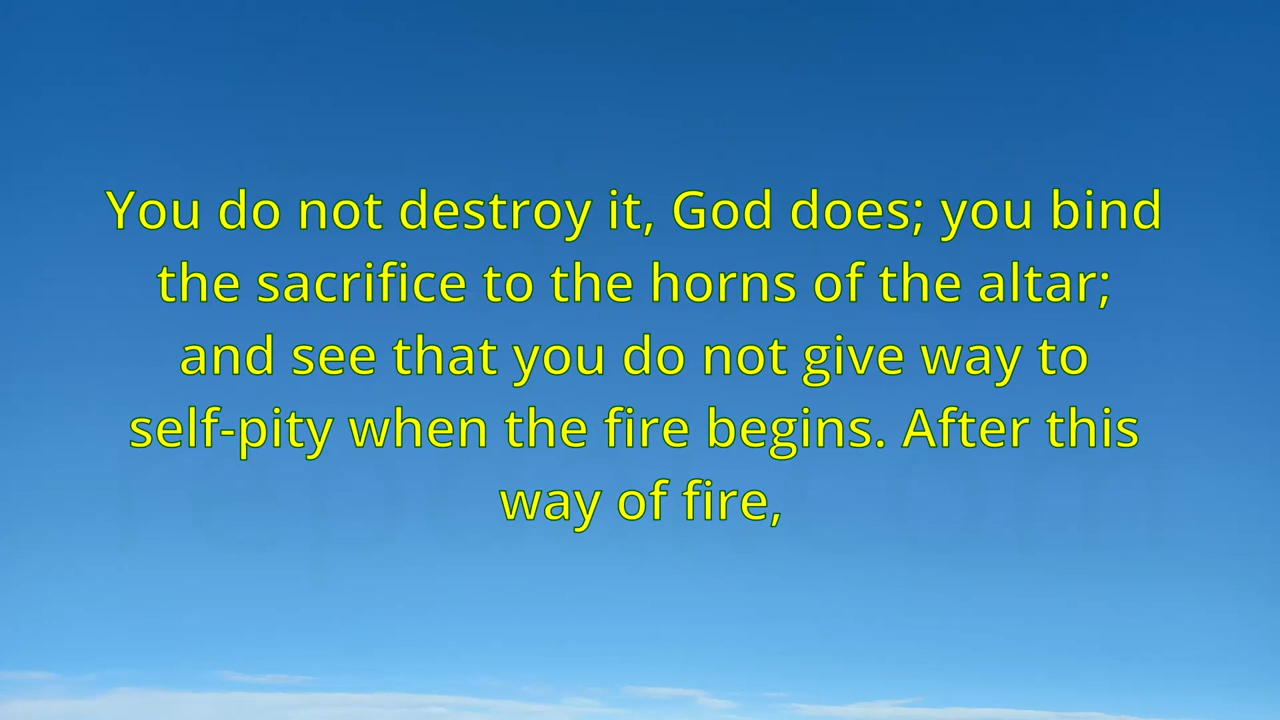 You do not destroy it, God does; you bind
the sacrifice to the horns of the altar;
and see that you do not give way to
self-pity when the fire begins. After this
way of fire,